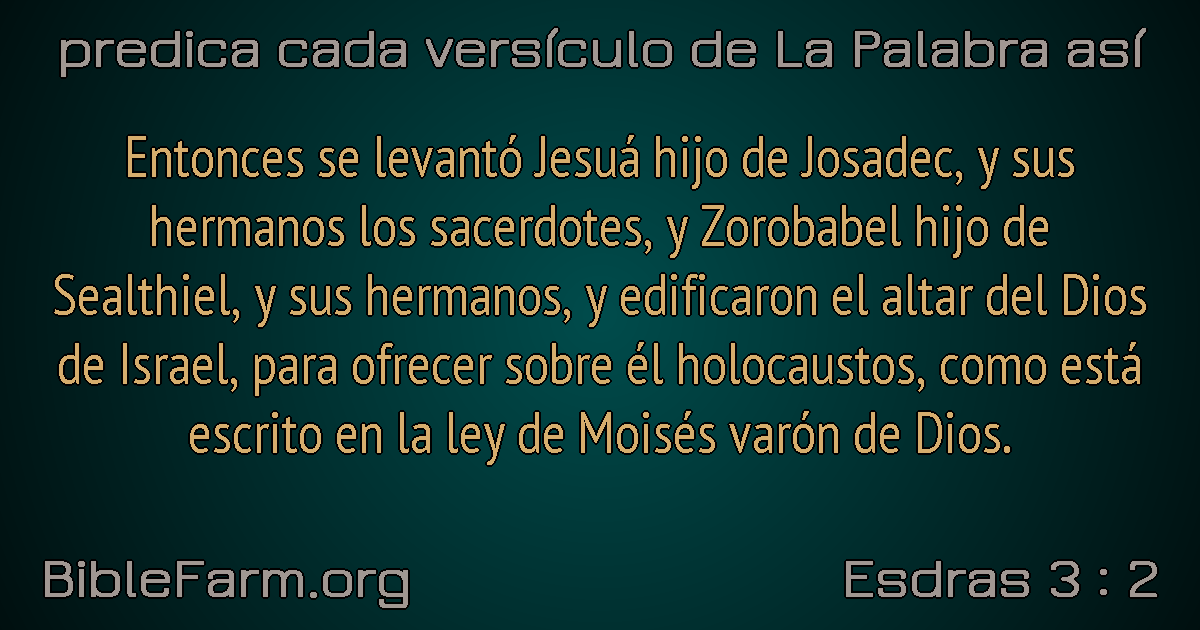 predica cada versículo de La Palabra así
Entonces se levantó Jesuá hijo de Josadec, y sus
hermanos los sacerdotes, y Zorobabel hijo de
Sealthiel, y sus hermanos, y edificaron el altar del Dios
de Israel, para ofrecer sobre él holocaustos, como está
escrito en la ley de Moisés varón de Dios.
BibleFarm.org
Esdras 3 : 2